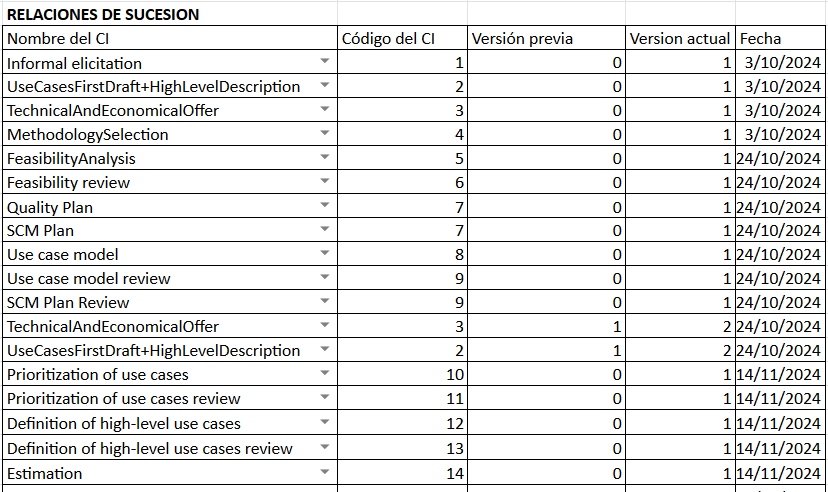 RELACIONES DE SUCESION
Nombre del CI Código del CI Versión previa Version actual Fecha
Informal elicitation 1 0 1 3/10/2024
UseCasesFirstDraft+HighLevelDescription 2 0 1 3/10/2024
TechnicalAndEconomicalOffer 3 0 1 3/10/2024
MethodologySelection 4 0 1 3/10/2024
FeasibilityAnalysis 5 0 1 24/10/2024
Feasibility review 6 0 1 24/10/2024
Quality Plan 7 0 1 24/10/2024
SCM Plan 7 0 1 24/10/2024
Use case model 8 0 1 24/10/2024
Use case model review 9 0 1 24/10/2024
SCM Plan Review 9 0 1 24/10/2024
TechnicalAndEconomicalOffer 3 1 2 24/10/2024
UseCasesFirstDraft+HighLevelDescription 2 1 2 24/10/2024
Prioritization of use cases 10 0 1 14/11/2024
Prioritization of use cases review 11 0 1 14/11/2024
Definition of high-level use cases 12 0 1 14/11/2024
Definition of high-level use cases review 13 0 1 14/11/2024
Estimation 14 0 1 14/11/2024